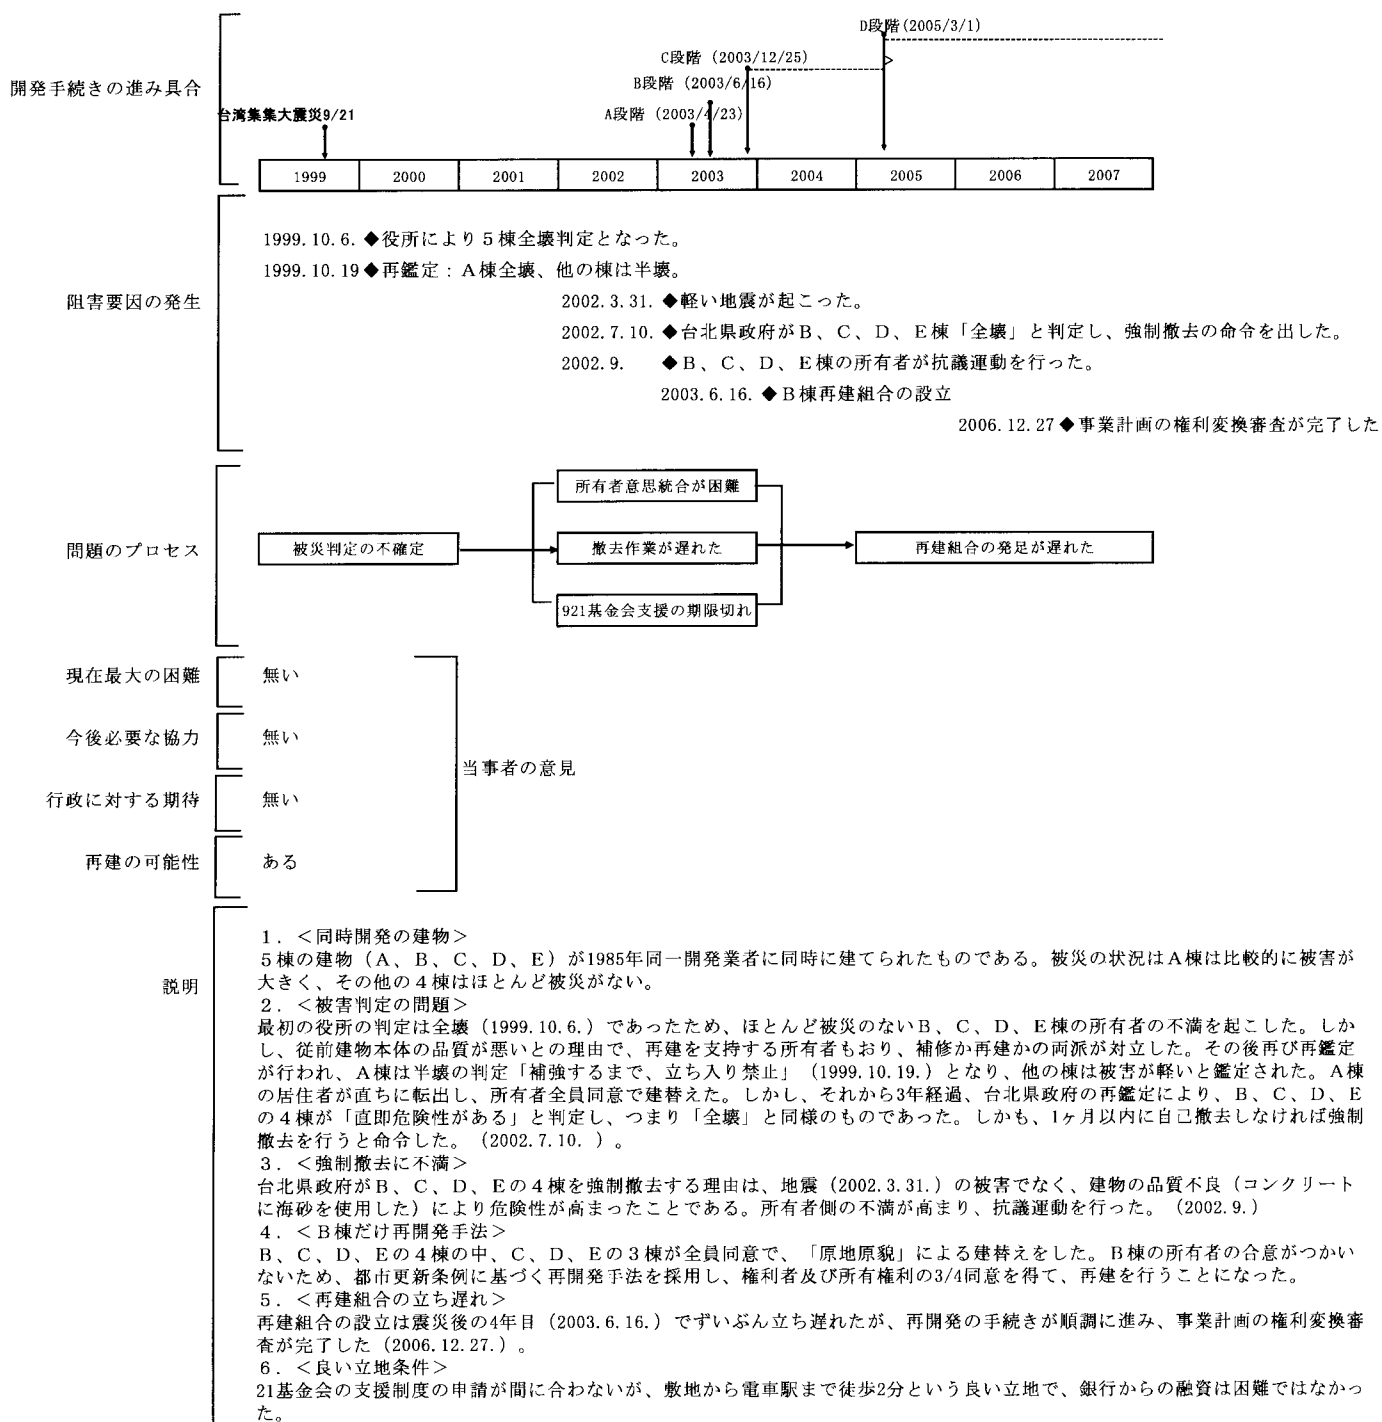 D段階(2005/3/1)
C段階 (2003/12/25)
B段階 (2003/6/16)
開発手続きの進み具合
台湾集集大震災9/21
A段階 (2003/4/23)
1999 2000 2001 2002 2003 2004 2005 2006 2007
1999.10.6. ◆役所により５棟全壊判定となった。
1999.10.19◆再鑑定：Ａ棟全壊、他の棟は半壊。
阻害要因の発生
2002.3.31. ◆軽い地震が起こった。
2002.7.10. ◆台北県政府がＢ、Ｃ、Ｄ、Ｅ棟「全壊」と判定し、強制撤去の命令を出した。
2002.9. ◆Ｂ、Ｃ、Ｄ、Ｅ棟の所有者が抗議運動を行った。
2003.6.16. ◆Ｂ棟再建組合の設立
2006.12.27◆事業計画の権利変換審査が完了した
所有者意思統合が困難
問題のプロセス
被災判定の不確定
撤去作業が遅れた
再建組合の発足が遅れた
921基金会支援の期限切れ
現在最大の困難
無い
今後必要な協力
無い
当事者の意見
行政に対する期待
無い
再建の可能性
ある
説明
１．＜同時開発の建物＞
５棟の建物（Ａ、Ｂ、Ｃ、Ｄ、Ｅ）が1985年同一開発業者に同時に建てられたものである。被災の状況はＡ棟は比較的に被害が
大きく、その他の４棟はほとんど被災がない。
２．＜被害判定の問題＞
最初の役所の判定は全壊（1999.10.6.）であったため、ほとんど被災のないＢ、Ｃ、Ｄ、Ｅ棟の所有者の不満を起こした。しか
し、従前建物本体の品質が悪いとの理由で、再建を支持する所有者もおり、補修か再建かの両派が対立した。その後再び再鑑定
が行われ、Ａ棟は半壊の判定「補強するまで、立ち入り禁止」（1999.10.19.）となり、他の棟は被害が軽いと鑑定された。Ａ棟
の居住者が直ちに転出し、所有者全員同意で建替えた。しかし、それから3年経過、台北県政府の再鑑定により、Ｂ、Ｃ、Ｄ、Ｅ
の４棟が「直即危険性がある」と判定し、つまり「全壊」と同様のものであった。しかも、1ヶ月以内に自己撤去しなければ強制
撤去を行うと命令した。（2002.7.10. ）。
３．＜強制撤去に不満＞
台北県政府がＢ、Ｃ、Ｄ、Ｅの４棟を強制撤去する理由は、地震（2002.3.31.）の被害でなく、建物の品質不良（コンクリート
に海砂を使用した）により危険性が高まったことである。所有者側の不満が高まり、抗議運動を行った。（2002.9.）
４．＜Ｂ棟だけ再開発手法＞
Ｂ、Ｃ、Ｄ、Ｅの４棟の中、Ｃ、Ｄ、Ｅの３棟が全員同意で、「原地原貌」による建替えをした。Ｂ棟の所有者の合意がつかい
ないため、都市更新条例に基づく再開発手法を採用し、権利者及び所有権利の3/4同意を得て、再建を行うことになった。
５．＜再建組合の立ち遅れ＞
再建組合の設立は震災後の4年目（2003.6.16.）でずいぶん立ち遅れたが、再開発の手続きが順調に進み、事業計画の権利変換審
査が完了した（2006.12.27.）。
６．＜良い立地条件＞
21基金会の支援制度の申請が間に合わないが、敷地から電車駅まで徒歩2分という良い立地で、銀行からの融資は困難ではなかっ
た。